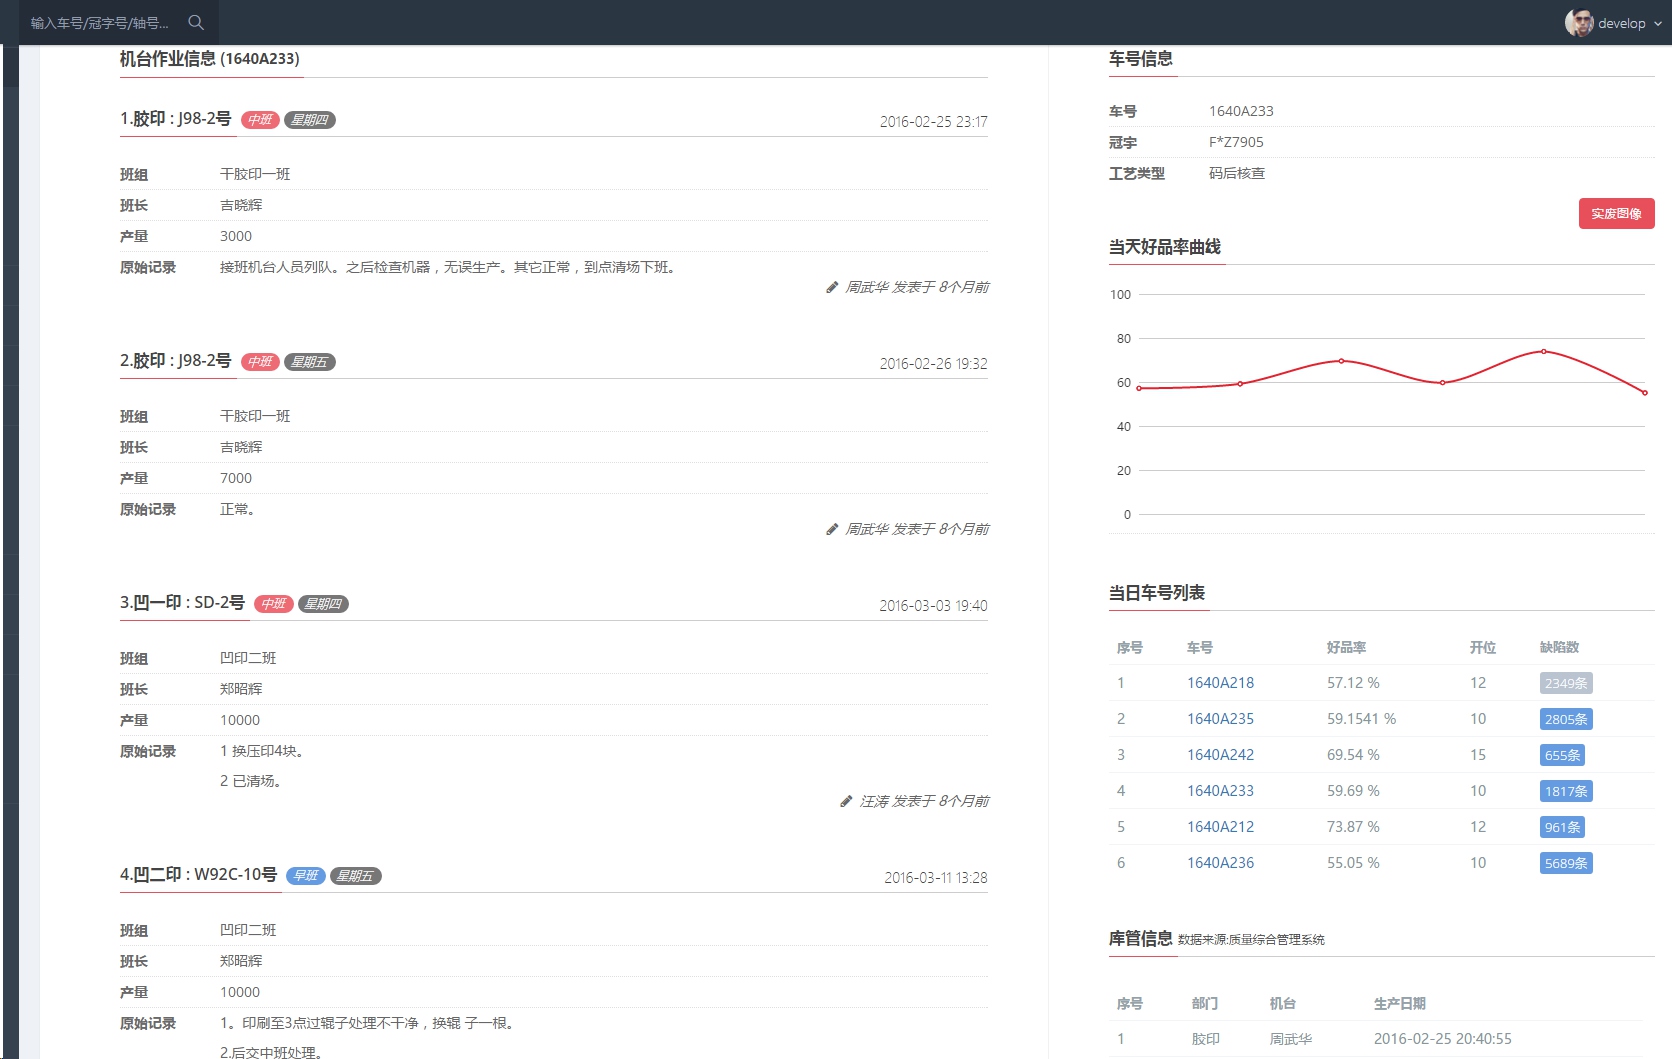 输入车号/冠字号/轴号...
develop
机台作业信息 (1640A233)
1.胶印 : J98-2号 中班 星期四 2016-02-25 23:17
班组 干胶印一班
班长 吉晓辉
产量 3000
原始记录 接班机台人员列队。之后检查机器，无误生产。其它正常，到点清场下班。
周武华 发表于 8个月前
2.胶印 : J98-2号 中班 星期五 2016-02-26 19:32
班组 干胶印一班
班长 吉晓辉
产量 7000
原始记录 正常。
周武华 发表于 8个月前
3.凹一印 : SD-2号 中班 星期四 2016-03-03 19:40
班组 凹印二班
班长 郑昭辉
产量 10000
原始记录 1 换压印4块。
2 已清场。
汪涛 发表于 8个月前
4.凹二印 : W92C-10号 早班 星期五 2016-03-11 13:28
班组 凹印二班
班长 郑昭辉
产量 10000
原始记录 1。印刷至3点过辊子处理不干净，换辊 子一根。
2.后交中班处理。
车号信息
车号 1640A233
冠字 F*Z7905
工艺类型 码后核查
实废图像
当天好品率曲线
100
80
60
40
20
0
当日车号列表
序号 车号 好品率 开位 缺陷数
1 1640A218 57.12 % 12 2349条
2 1640A235 59.1541 % 10 2805条
3 1640A242 69.54 % 15 655条
4 1640A233 59.69 % 10 1817条
5 1640A212 73.87 % 12 961条
6 1640A236 55.05 % 10 5689条
库管信息 数据来源:质量综合管理系统
序号 部门 机台 生产日期
1 胶印 周武华 2016-02-25 20:40:55